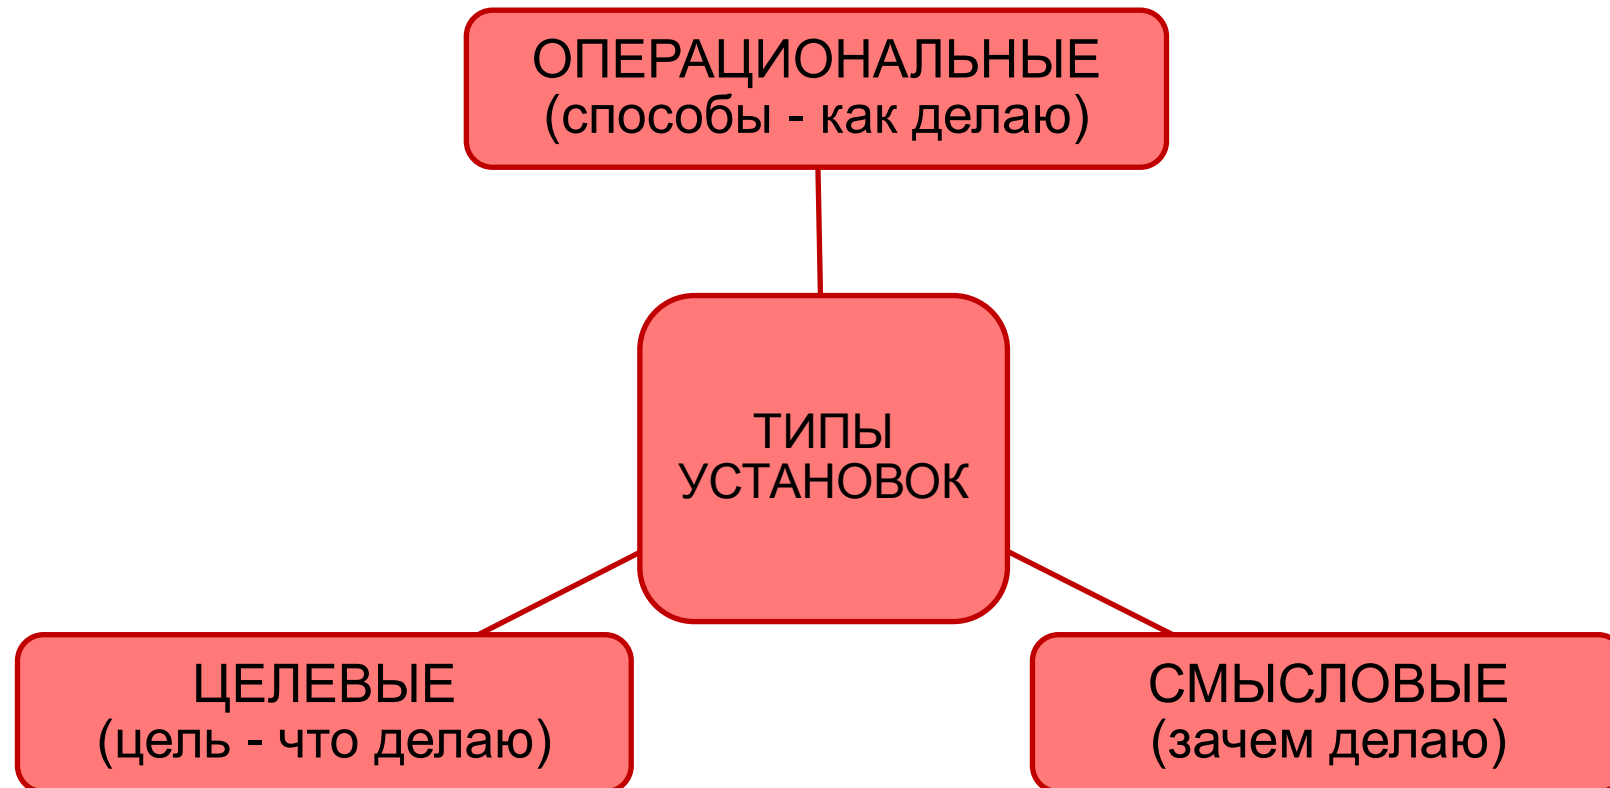 ОПЕРАЦИОНАЛЬНЫЕ
(способы - как делаю)
ТИПЫ
УСТАНОВОК
ЦЕЛЕВЫЕ
(цель - что делаю)
СМЫСЛОВЫЕ
(зачем делаю)